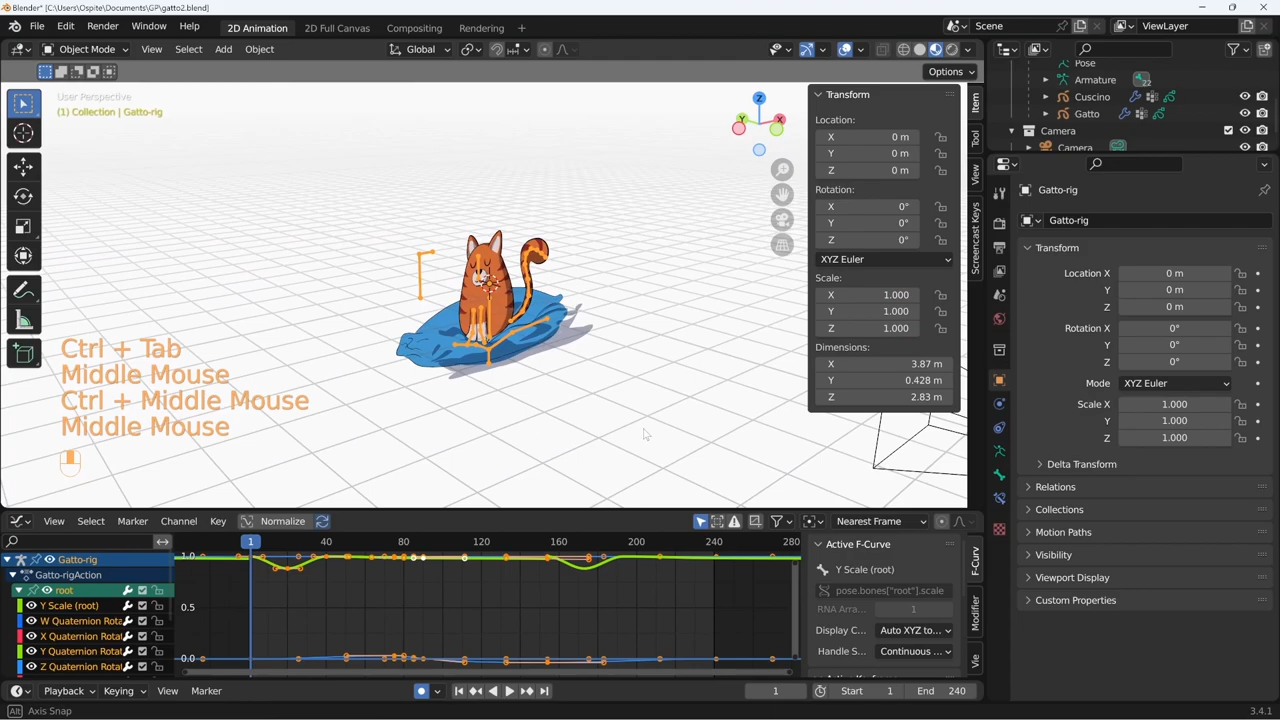 Blender* [C:\Users\Ospite\Documents\GP\gatto2.blend]
File Edit Render Window Help 2D Animation 2D Full Canvas Compositing Rendering + Scene ViewLayer
Object Mode View Select Add Object Global
Options
User Perspective
(1) Collection | Gatto-rig
Z
Y
X
Ctrl + Tab
Middle Mouse
Ctrl + Middle Mouse
Middle Mouse
Transform
Location:
X 0 m
Y 0 m
Z 0 m
Rotation:
X 0°
Y 0°
Z 0°
XYZ Euler
Scale:
X 1.000
Y 1.000
Z 1.000
Dimensions:
X 3.87 m
Y 0.428 m
Z 2.83 m
Item
Tool
View
Screencast Keys
Pose
Armature 22
Cuscino
Gatto
Camera
Camera
Gatto-rig
Gatto-rig
Transform
Location X 0 m
Y 0 m
Z 0 m
Rotation X 0°
Y 0°
Z 0°
Mode XYZ Euler
Scale X 1.000
Y 1.000
Z 1.000
Delta Transform
Relations
Collections
Motion Paths
Visibility
Viewport Display
Custom Properties
View Select Marker Channel Key Normalize Nearest Frame
1 40 80 120 160 200 240 280
1.0
0.5
0.0
Gatto-rig
Gatto-rigAction
root
Y Scale (root)
W Quaternion Rota
X Quaternion Rota
Y Quaternion Rota
Z Quaternion Rota
Active F-Curve
Y Scale (root)
pose.bones["root"].scale
RNA Arra... 1
Display C... Auto XYZ to...
Handle S... Continuous ...
F-Curv
Modifier
Vie
Playback Keying View Marker 1 Start 1 End 240
Alt Axis Snap 3.4.1